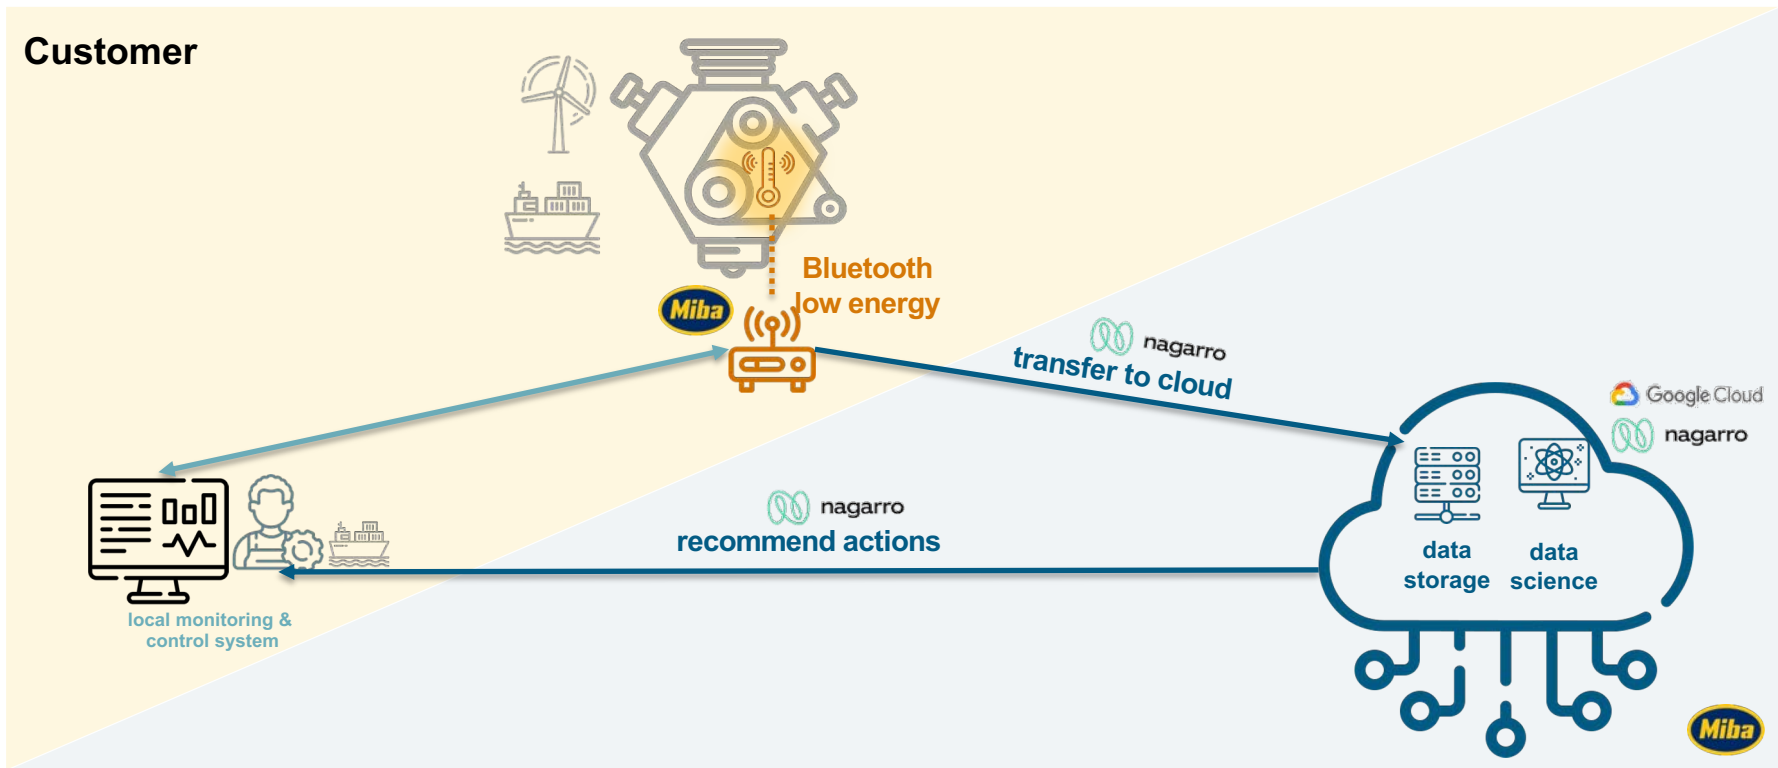 Customer
Bluetooth
low energy
Miba
nagarro
transfer to cloud
Google Cloud
nagarro
nagarro
recommend actions
data
storage
data
science
local monitoring &
control system
Miba